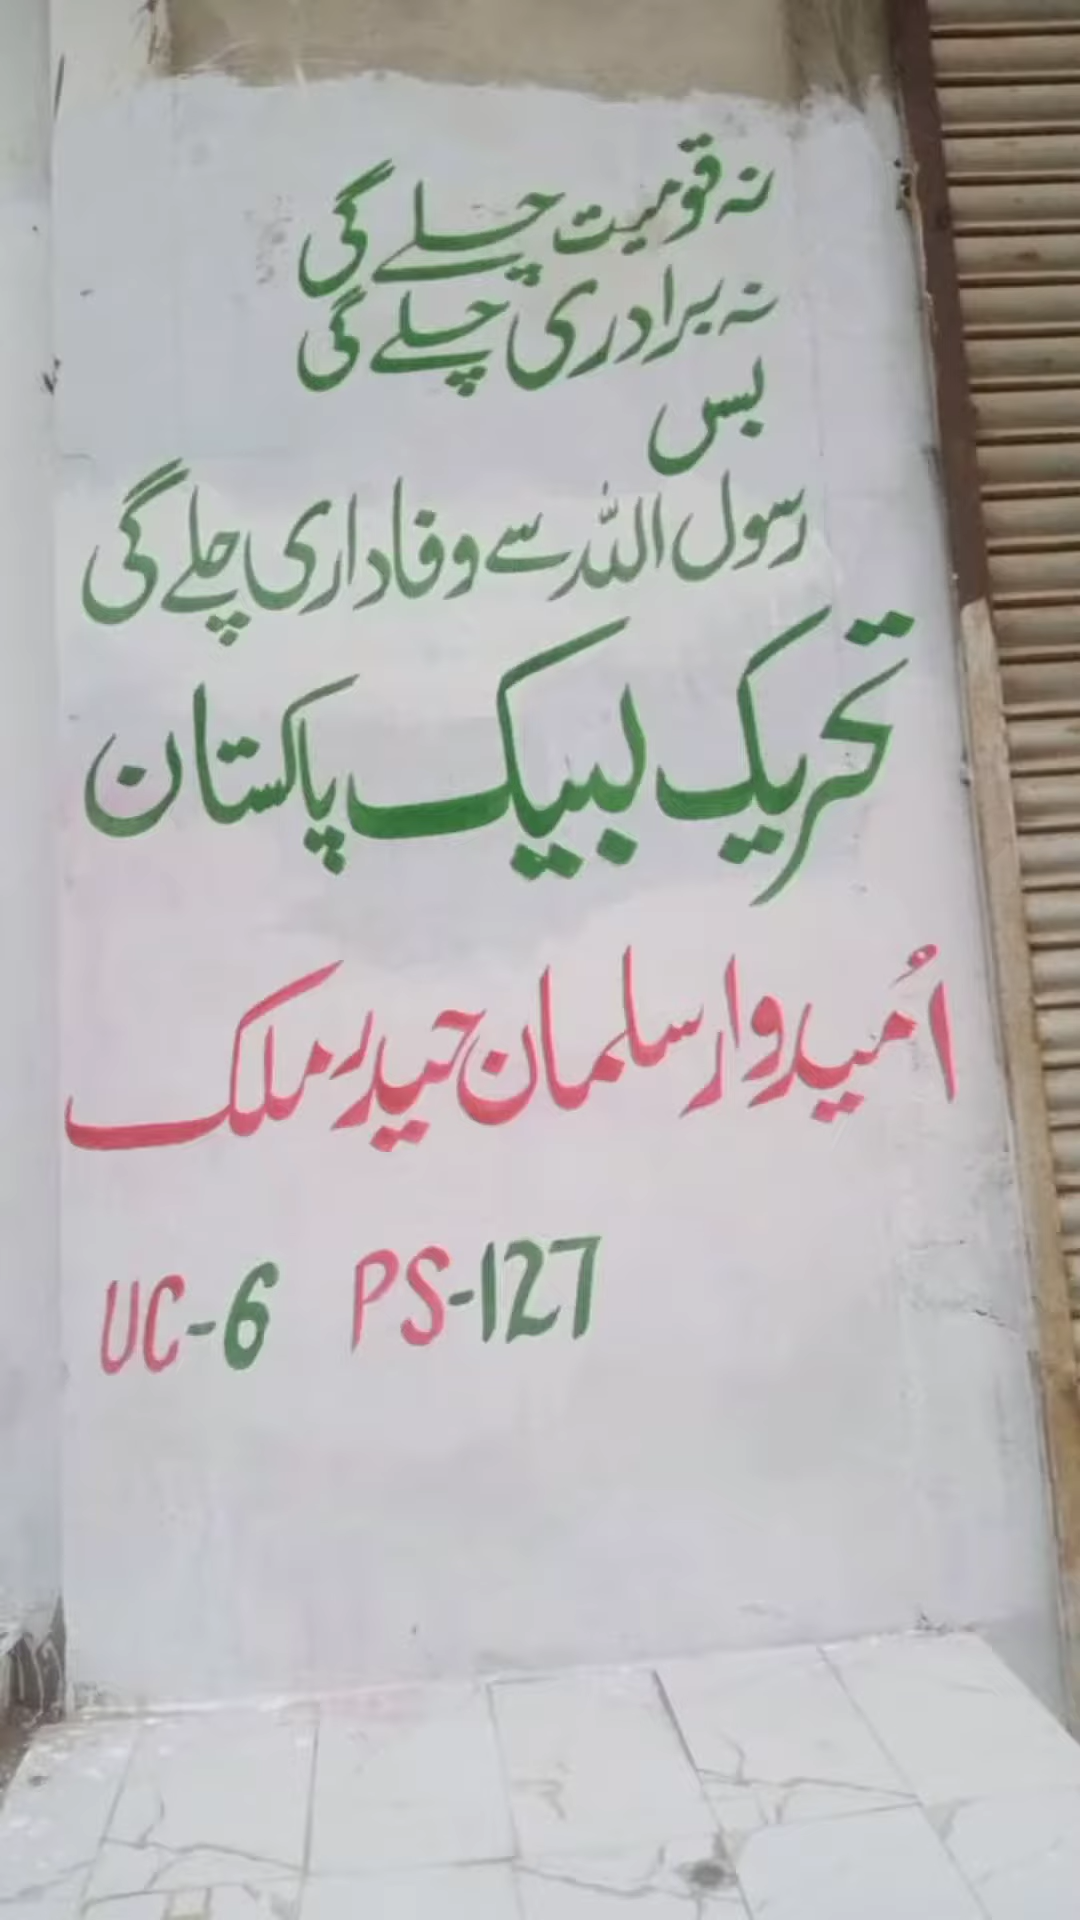 نہ قومیت چلے گی
نہ برادری چلے گی
بس
رسول اللہ سے وفاداری چلے گی
تحریک لبیک پاکستان
اُمیدوار سلمان حیدر ملک
UC-6 PS-127